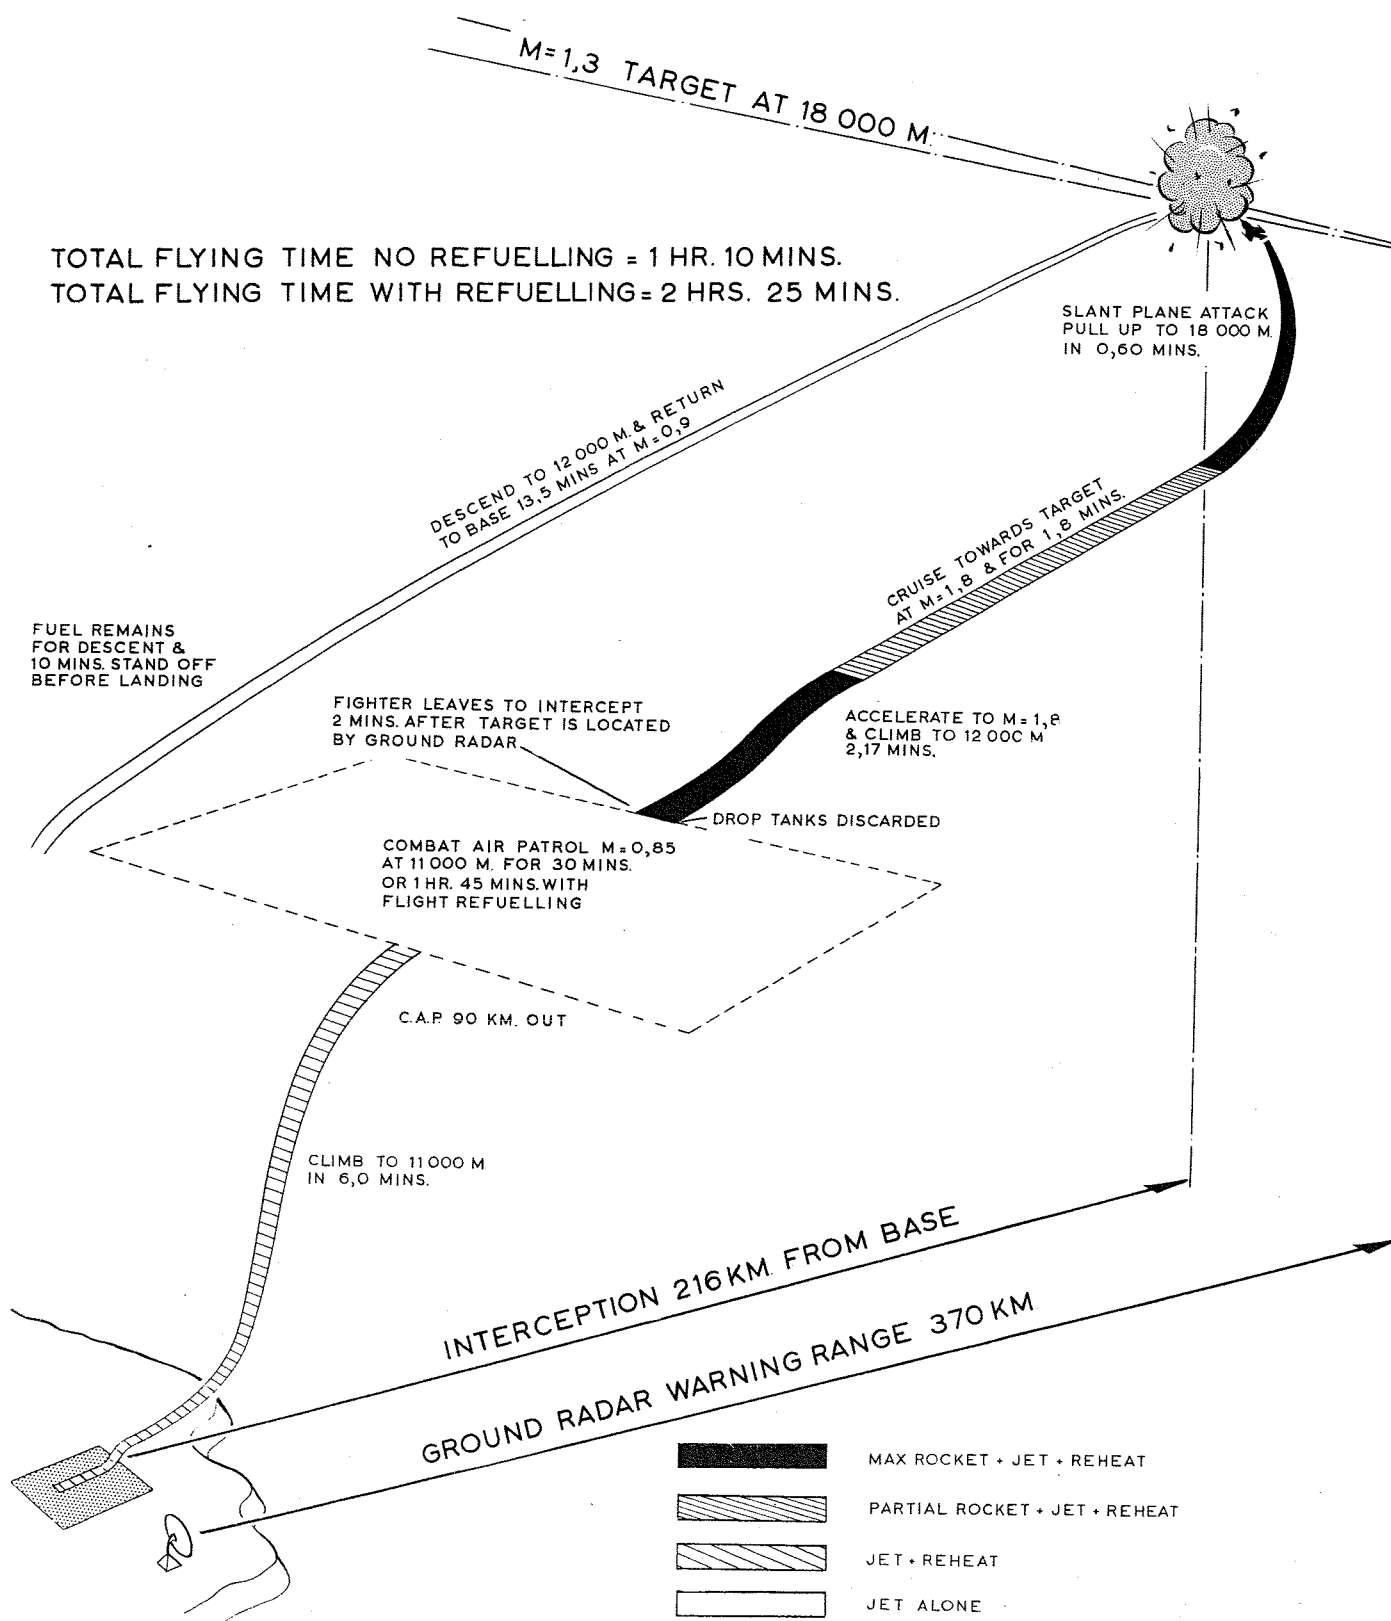 M=1,3 TARGET AT 18 000 M.
TOTAL FLYING TIME NO REFUELLING = 1 HR. 10 MINS.
TOTAL FLYING TIME WITH REFUELLING = 2 HRS. 25 MINS.
SLANT PLANE ATTACK
PULL UP TO 18 000 M.
IN 0,60 MINS.
DESCEND TO 12 000 M. & RETURN
TO BASE 13,5 MINS AT M=0,9
CRUISE TOWARDS TARGET
AT M=1,8 & FOR 1,8 MINS.
FUEL REMAINS
FOR DESCENT &
10 MINS. STAND OFF
BEFORE LANDING
FIGHTER LEAVES TO INTERCEPT
2 MINS. AFTER TARGET IS LOCATED
BY GROUND RADAR
ACCELERATE TO M=1,8
& CLIMB TO 12 000 M
2,17 MINS.
DROP TANKS DISCARDED
COMBAT AIR PATROL M=0,85
AT 11 000 M. FOR 30 MINS.
OR 1 HR. 45 MINS. WITH
FLIGHT REFUELLING
C.A.P. 90 KM. OUT
CLIMB TO 11 000 M
IN 6,0 MINS.
INTERCEPTION 216 KM. FROM BASE
GROUND RADAR WARNING RANGE 370 KM
MAX ROCKET + JET + REHEAT
PARTIAL ROCKET + JET + REHEAT
JET + REHEAT
JET ALONE